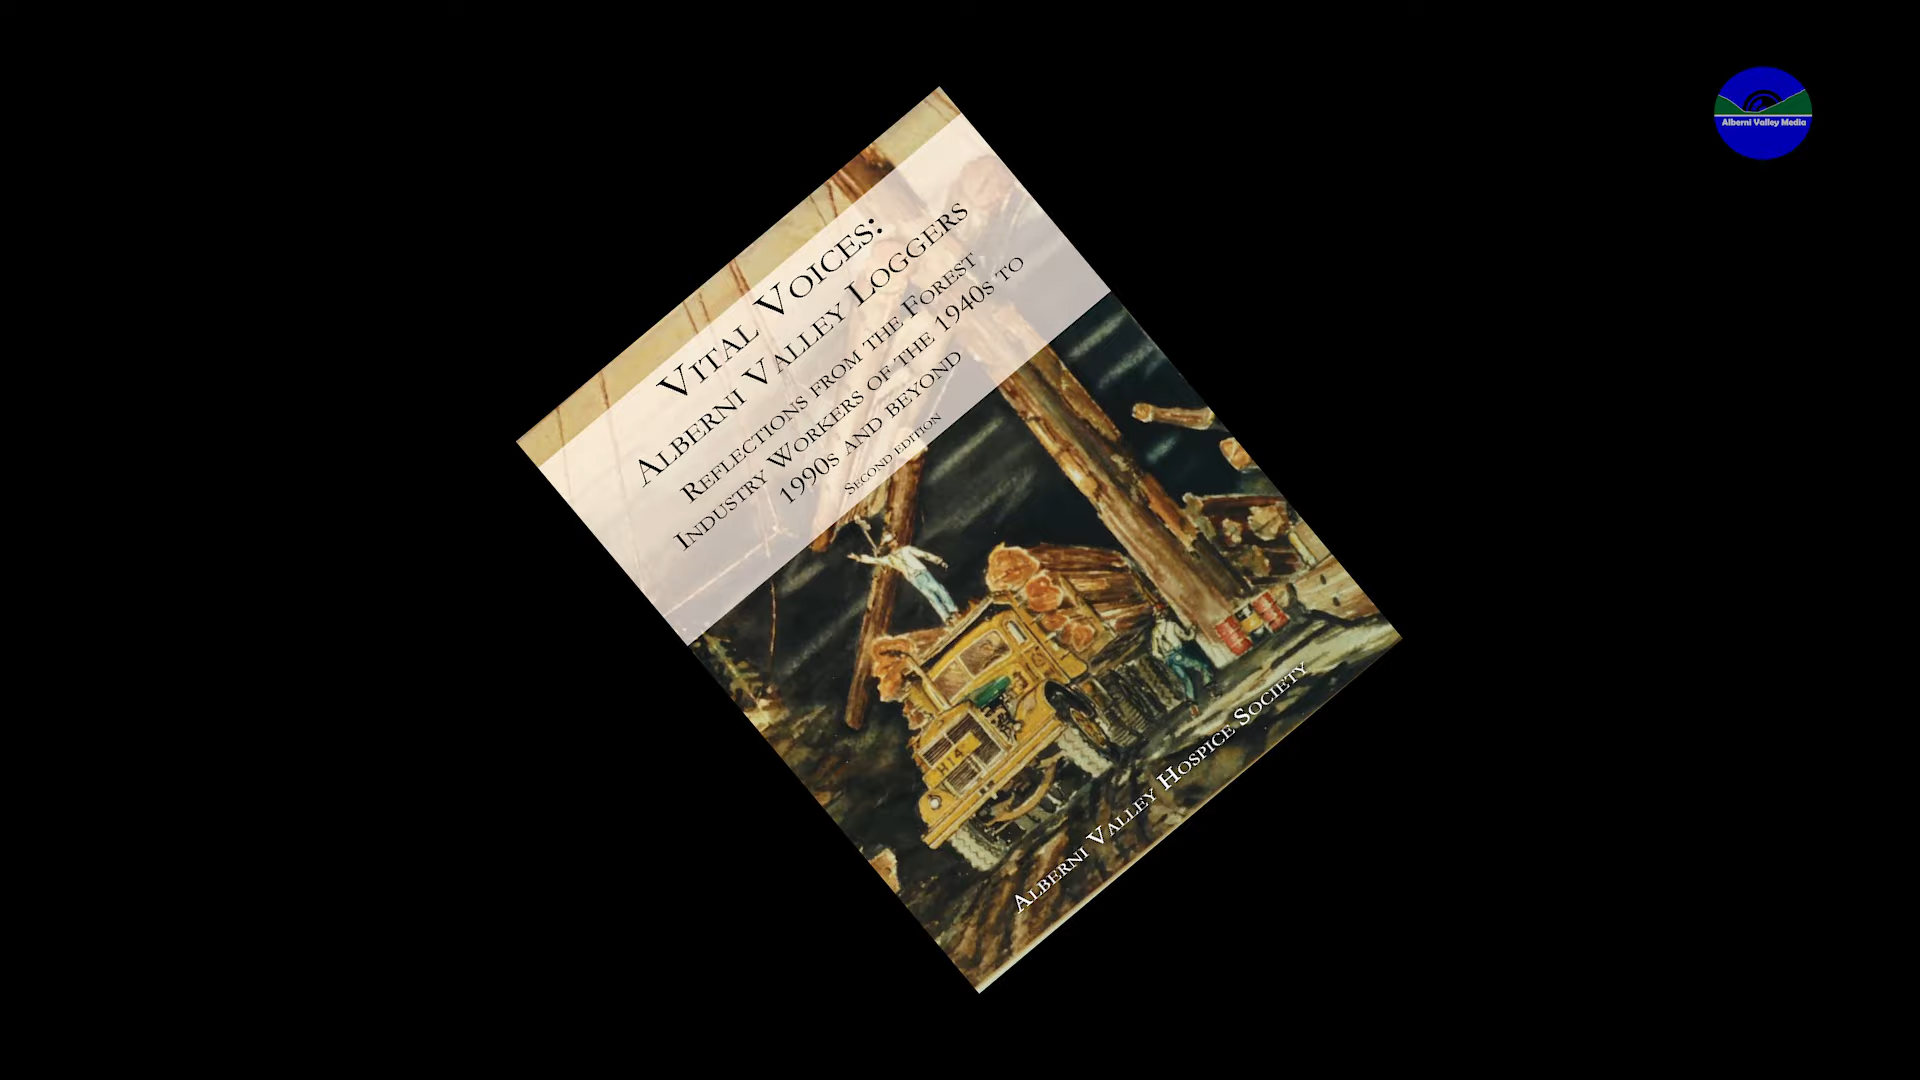 Vital Voices:
Alberni Valley Loggers
Reflections from the Forest
Industry Workers of the 1940s to
1990s and beyond
Second edition
H14
Alberni Valley Hospice Society
Alberni Valley Media